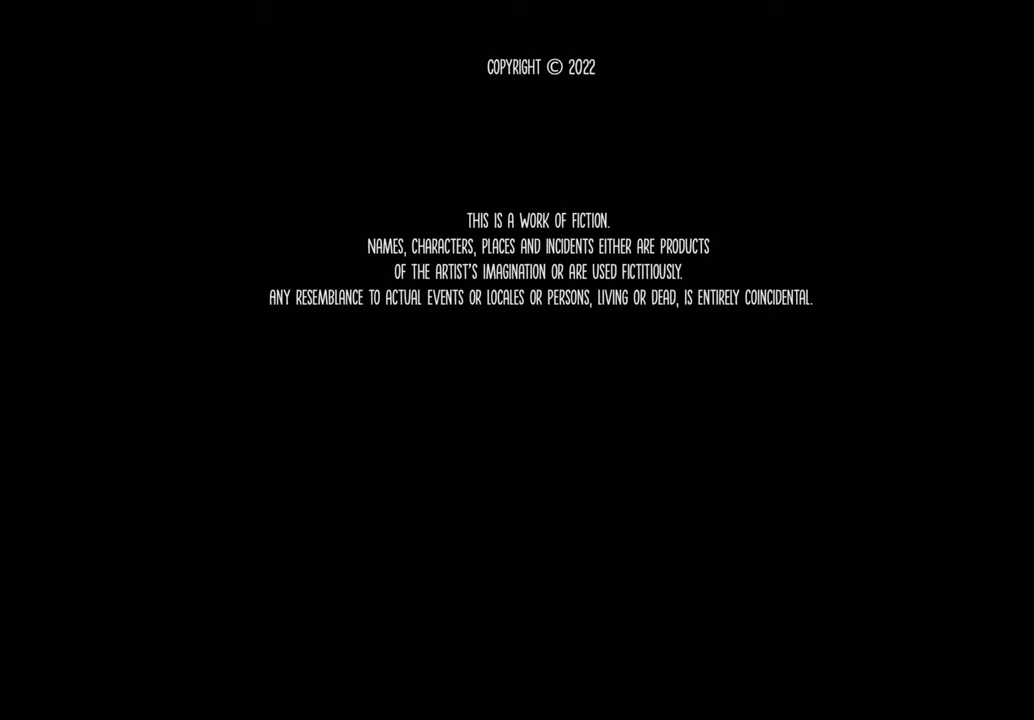 COPYRIGHT © 2022
THIS IS A WORK OF FICTION.
NAMES, CHARACTERS, PLACES AND INCIDENTS EITHER ARE PRODUCTS
OF THE ARTIST'S IMAGINATION OR ARE USED FICTITIOUSLY.
ANY RESEMBLANCE TO ACTUAL EVENTS OR LOCALES OR PERSONS, LIVING OR DEAD, IS ENTIRELY COINCIDENTAL.